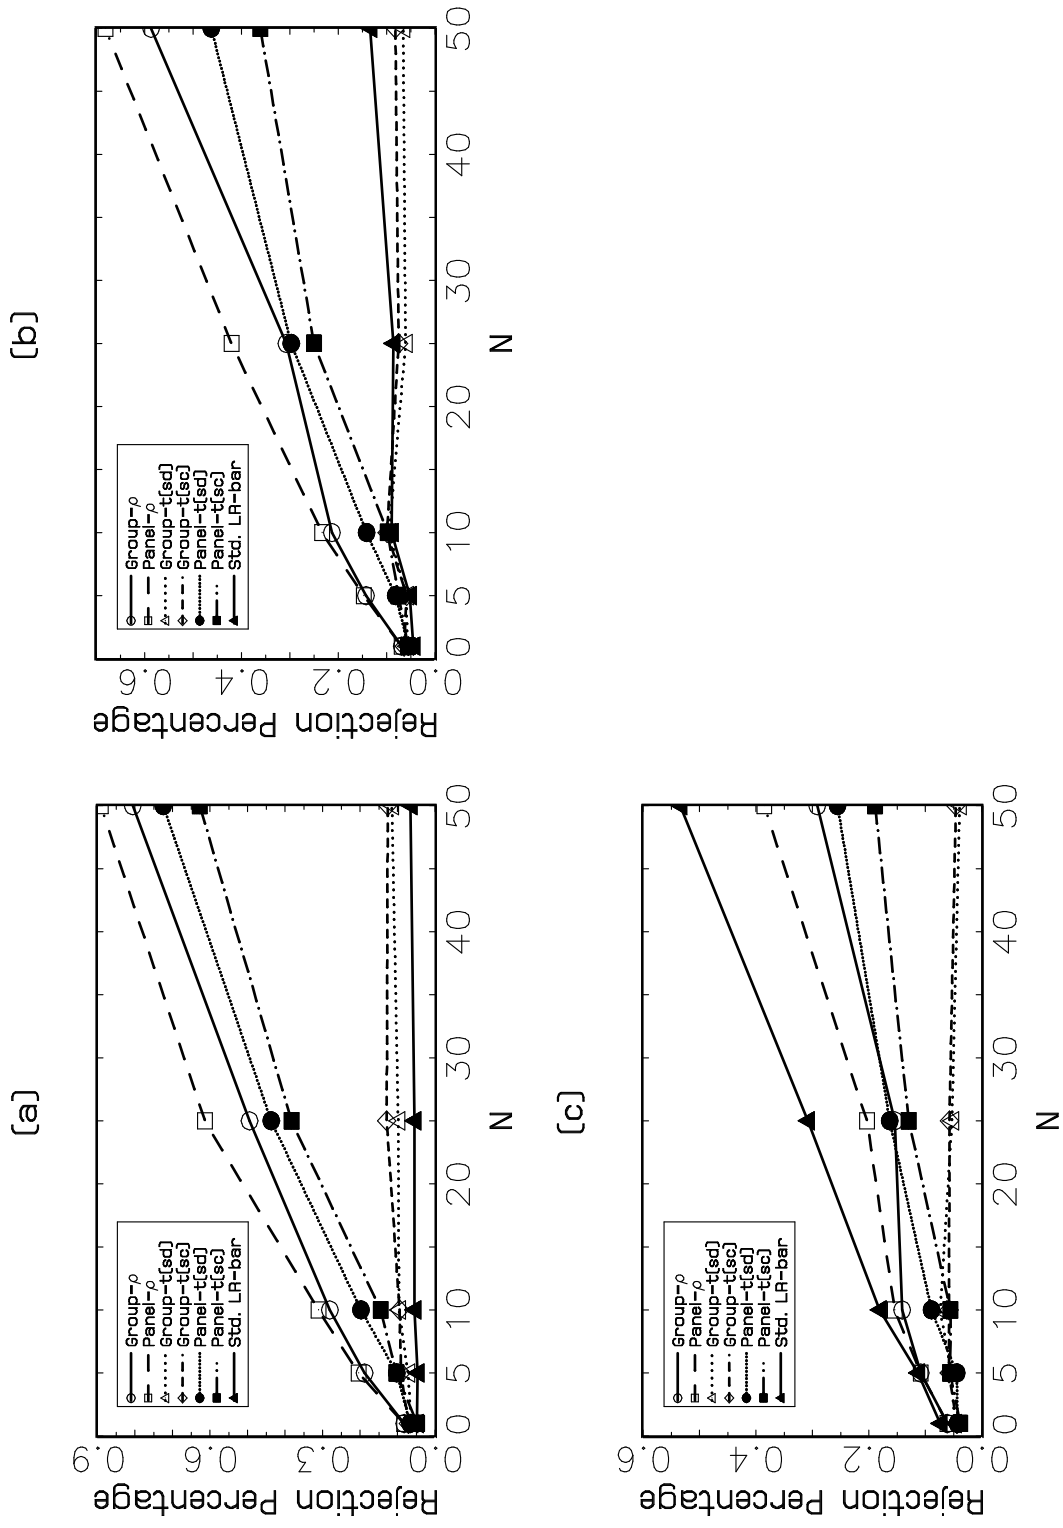 (a)
Rejection Percentage
0.9
0.6
0.3
0.0
Group-ρ
Panel-ρ
Group-t(sd)
Group-t(sc)
Panel-t(sd)
Panel-t(sc)
Std. LR-bar
0 5 10 20 30 40 50
N
(b)
Rejection Percentage
0.6
0.4
0.2
0.0
Group-ρ
Panel-ρ
Group-t(sd)
Group-t(sc)
Panel-t(sd)
Panel-t(sc)
Std. LR-bar
0 5 10 20 30 40 50
N
(c)
Rejection Percentage
0.6
0.4
0.2
0.0
Group-ρ
Panel-ρ
Group-t(sd)
Group-t(sc)
Panel-t(sd)
Panel-t(sc)
Std. LR-bar
0 5 10 20 30 40 50
N